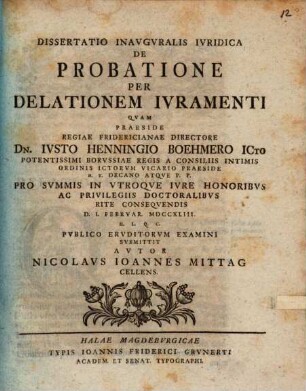 12
DISSERTATIO INAVGVRALIS IVRIDICA
DE
PROBATIONE
PER
DELATIONEM IVRAMENTI
QVAM
PRAESIDE
REGIAE FRIDERICIANAE DIRECTORE
DN. IVSTO HENNINGIO BOEHMERO ICTO
POTENTISSIMI BORVSSIAE REGIS A CONSILIIS INTIMIS
ORDINIS ICTORVM VICARIO PRAESIDE
H. T. DECANO ATQVE P. P.
PRO SVMMIS IN VTROQVE IVRE HONORIBVS
AC PRIVILEGIIS DOCTORALIBVS
RITE CONSEQVENDIS
D. I. FEBRVAR. MDCCXLIII.
H. L. Q. C.
PVBLICO ERVDITORVM EXAMINI
SVBMITTIT
AVTOR
NICOLAVS IOANNES MITTAG
CELLENS.
HALAE MAGDEBVRGICAE
TYPIS IOANNIS FRIDERICI GRVNERTI
ACADEM. ET SENAT. TYPOGRAPHI.